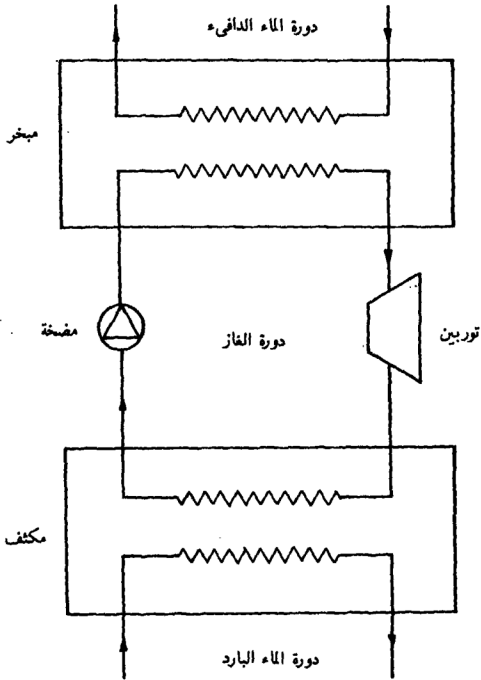 دورة الماء الدافىء
مبخر
مضخة
دورة الغاز
توربين
مكثف
دورة الماء البارد